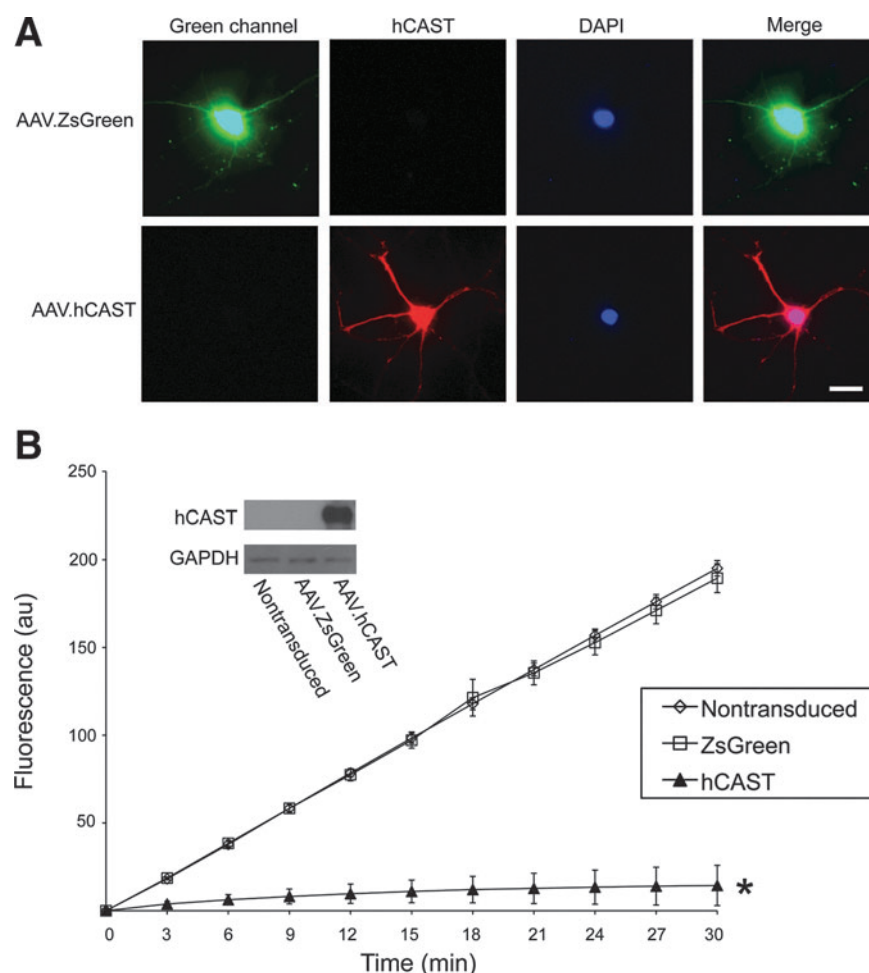 A
Green channel hCAST DAPI Merge
AAV.ZsGreen
AAV.hCAST
B
250
200
150
100
50
Fluorescence (au)
hCAST
GAPDH
Nontransduced
AAV.ZsGreen
AAV.hCAST
Nontransduced
ZsGreen
hCAST
*
0 3 6 9 12 15 18 21 24 27 30
Time (min)